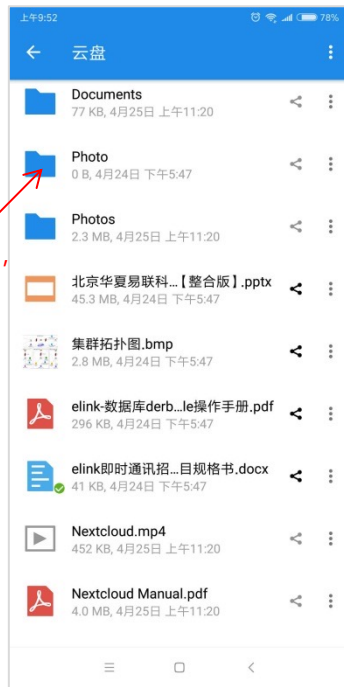 上午9:52 78%
云盘
Documents
77 KB, 4月25日 上午11:20
Photo
0 B, 4月24日 下午5:47
Photos
2.3 MB, 4月25日 上午11:20
北京华夏易联科...【整合版】.pptx
45.3 MB, 4月24日 下午5:47
集群拓扑图.bmp
2.8 MB, 4月24日 下午5:47
elink-数据库derb...le操作手册.pdf
296 KB, 4月24日 下午5:47
elink即时通讯招...目规格书.docx
41 KB, 4月24日 下午5:47
Nextcloud.mp4
452 KB, 4月25日 上午11:20
Nextcloud Manual.pdf
4.0 MB, 4月25日 上午11:20